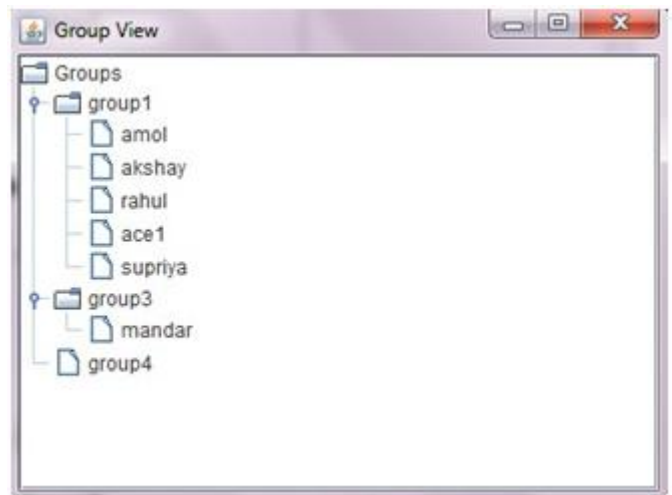 Group View
Groups
group1
amol
akshay
rahul
ace1
supriya
group3
mandar
group4